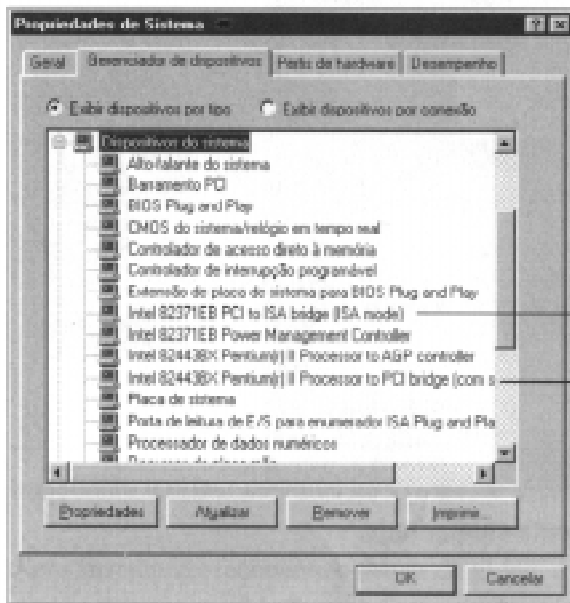 Propriedades de Sistema
Geral
Gerenciador de dispositivos
Perfis de hardware
Desempenho
Exibir dispositivos por tipo
Exibir dispositivos por conexão
Dispositivos do sistema
Alto-falante do sistema
Barramento PCI
BIOS Plug and Play
CMOS do sistema/relógio em tempo real
Controlador de acesso direto à memória
Controlador de interrupção programável
Extensão de placa de sistema para BIOS Plug and Play
Intel 82371EB PCI to ISA bridge (ISA mode)
Intel 82371EB Power Management Controller
Intel 82443BX Pentium(r) II Processor to AGP controller
Intel 82443BX Pentium(r) II Processor to PCI bridge (com s
Placa de sistema
Porta de leitura de E/S para enumerador ISA Plug and Pla
Processador de dados numéricos
Propriedades
Atualizar
Remover
Imprimir...
OK
Cancelar